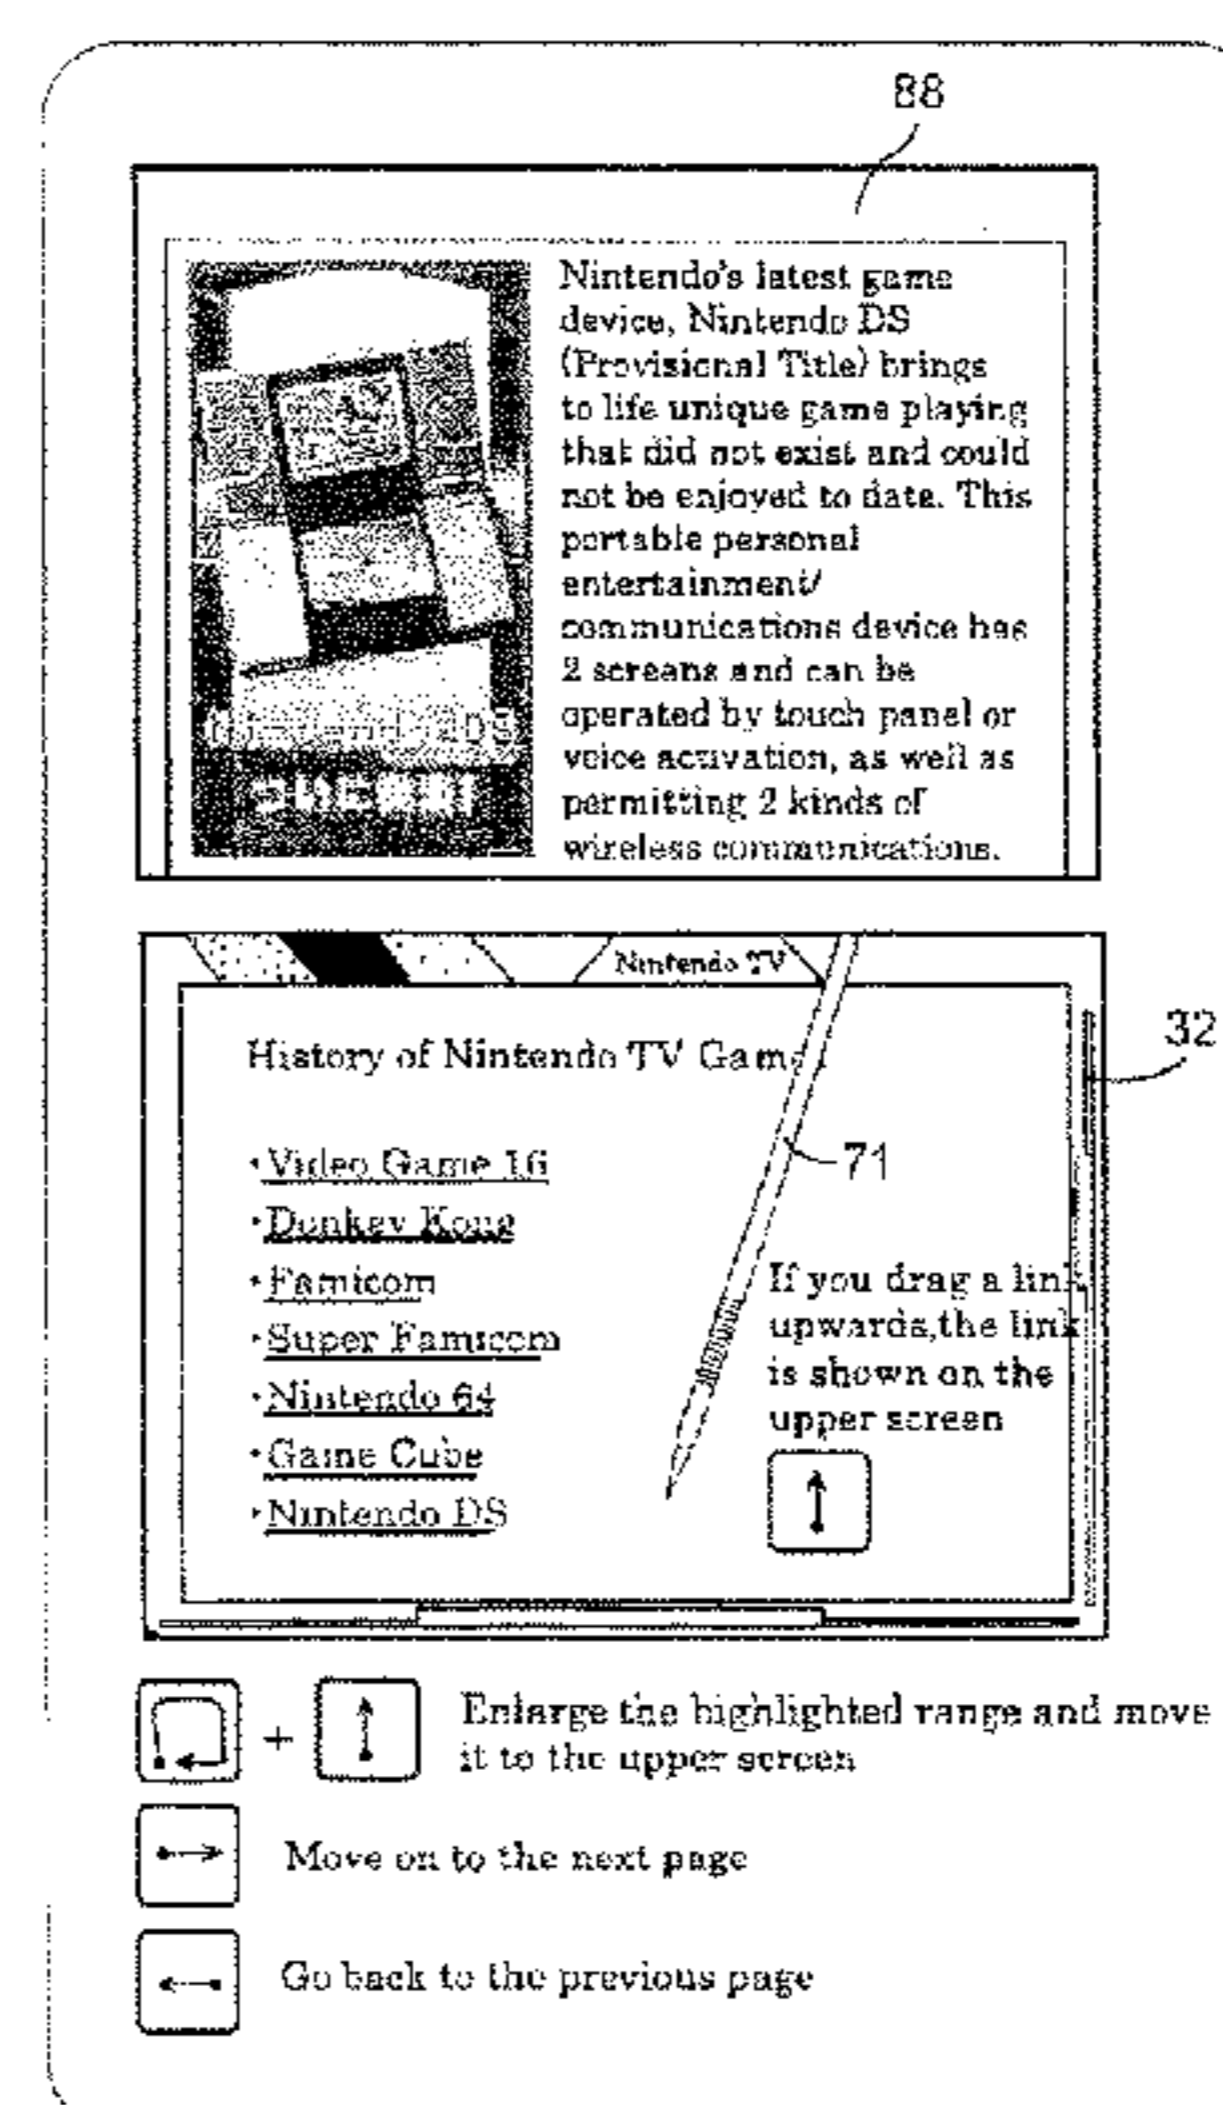 88
Nintendo's latest game
device, Nintendo DS
(Provisional Title) brings
to life unique game playing
that did not exist and could
not be enjoyed to date. This
portable personal
entertainment/
communications device has
2 screens and can be
operated by touch panel or
voice activation, as well as
permitting 2 kinds of
wireless communications.
Nintendo TV
32
History of Nintendo TV Game
71
・Video Game 16
・Donkey Kong
・Famicom
・Super Famicom
・Nintendo 64
・Game Cube
・Nintendo DS
If you drag a link
upwards,the link
is shown on the
upper screen
+
Enlarge the highlighted range and move
it to the upper screen
Move on to the next page
Go back to the previous page